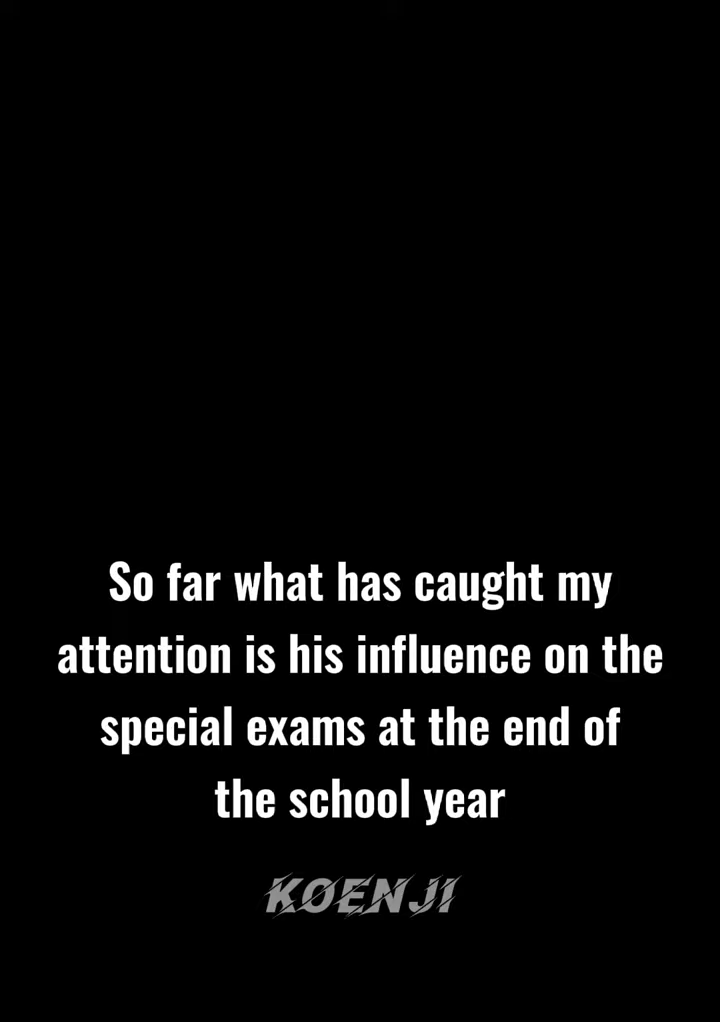 So far what has caught my
attention is his influence on the
special exams at the end of
the school year
KOENJI